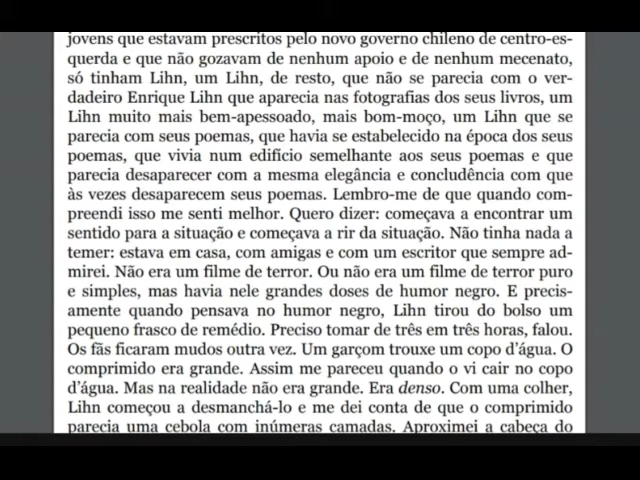 jovens que estavam prescritos pelo novo governo chileno de centro-es-
querda e que não gozavam de nenhum apoio e de nenhum mecenato,
só tinham Lihn, um Lihn, de resto, que não se parecia com o ver-
dadeiro Enrique Lihn que aparecia nas fotografias dos seus livros, um
Lihn muito mais bem-apessoado, mais bom-moço, um Lihn que se
parecia com seus poemas, que havia se estabelecido na época dos seus
poemas, que vivia num edifício semelhante aos seus poemas e que
parecia desaparecer com a mesma elegância e concludência com que
às vezes desaparecem seus poemas. Lembro-me de que quando com-
preendi isso me senti melhor. Quero dizer: começava a encontrar um
sentido para a situação e começava a rir da situação. Não tinha nada a
temer: estava em casa, com amigas e com um escritor que sempre ad-
mirei. Não era um filme de terror. Ou não era um filme de terror puro
e simples, mas havia nele grandes doses de humor negro. E precis-
amente quando pensava no humor negro, Lihn tirou do bolso um
pequeno frasco de remédio. Preciso tomar de três em três horas, falou.
Os fãs ficaram mudos outra vez. Um garçom trouxe um copo d'água. O
comprimido era grande. Assim me pareceu quando o vi cair no copo
d'água. Mas na realidade não era grande. Era denso. Com uma colher,
Lihn começou a desmanchá-lo e me dei conta de que o comprimido
parecia uma cebola com inúmeras camadas. Aproximei a cabeça do